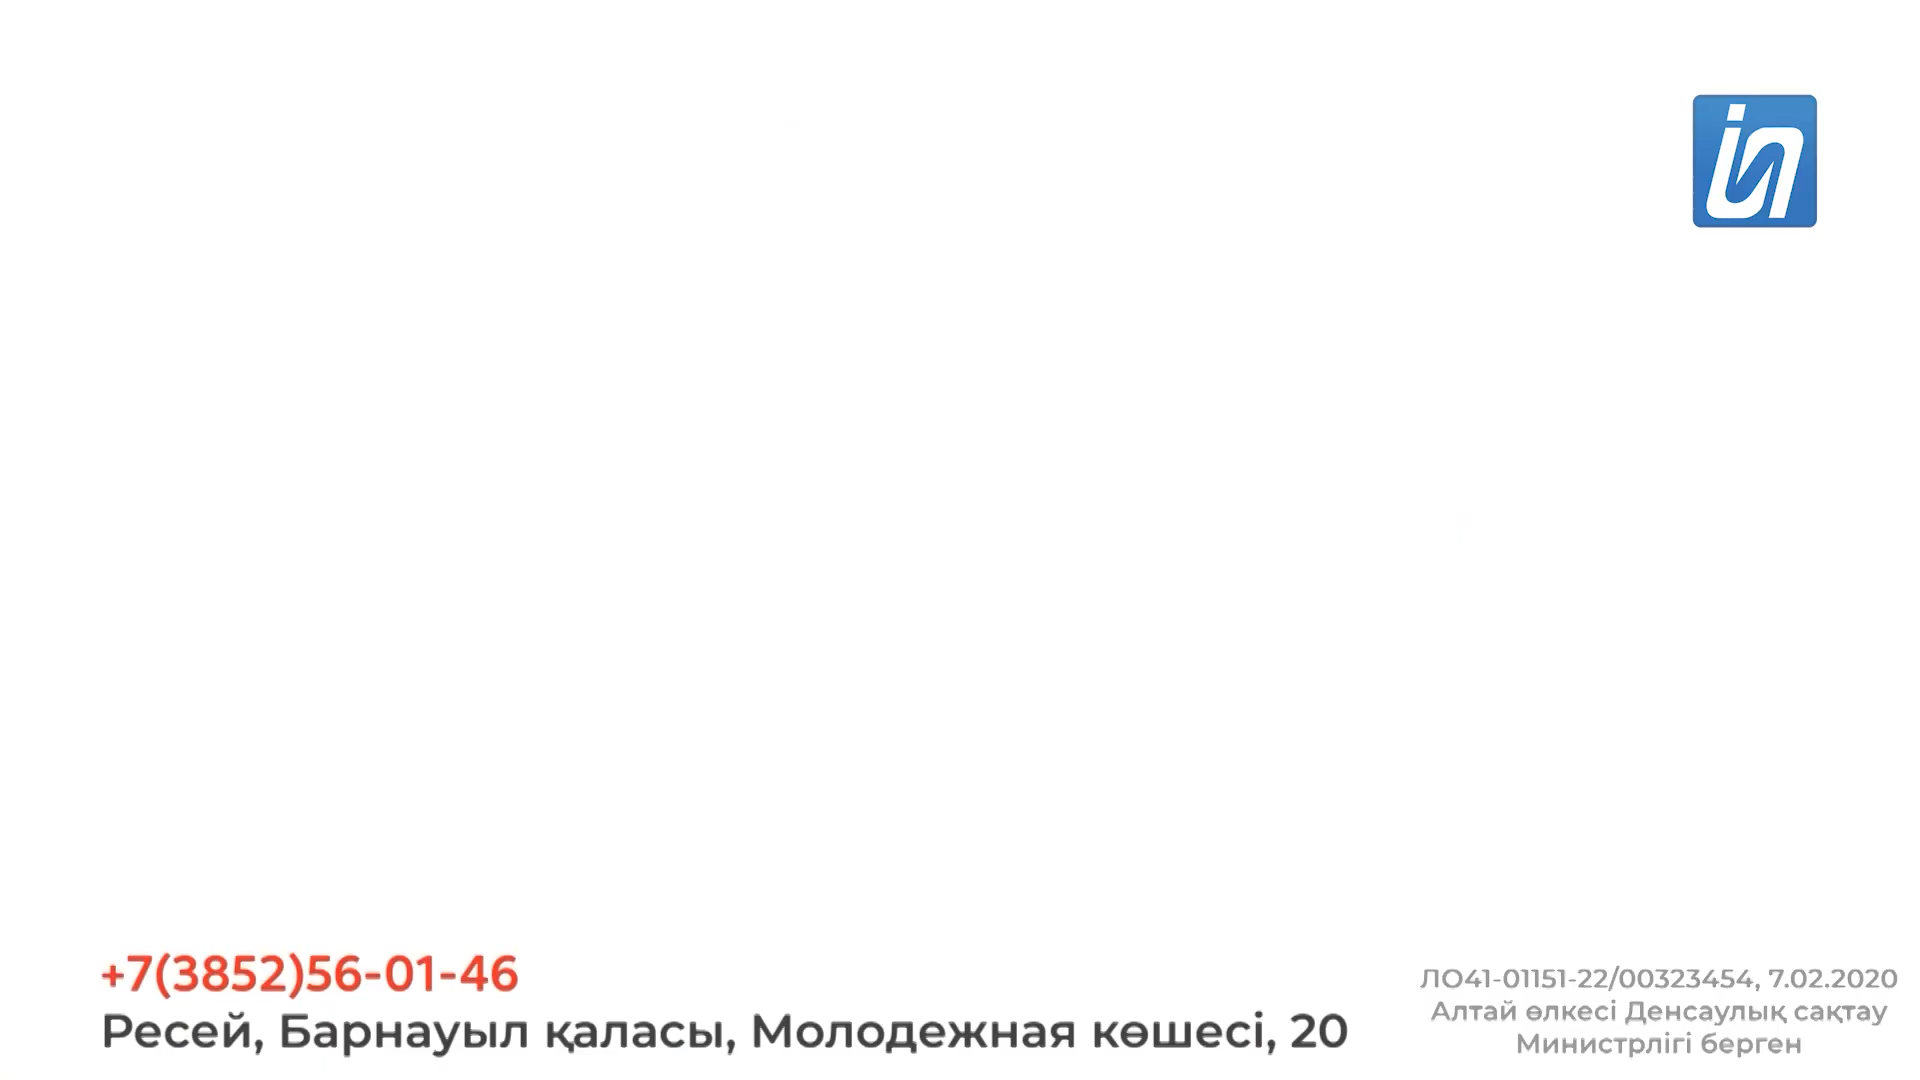 +7(3852)56-01-46
Ресей, Барнауыл қаласы, Молодежная көшесі, 20
ЛО41-01151-22/00323454, 7.02.2020
Алтай өлкесі Денсаулық сақтау
Министрлігі берген